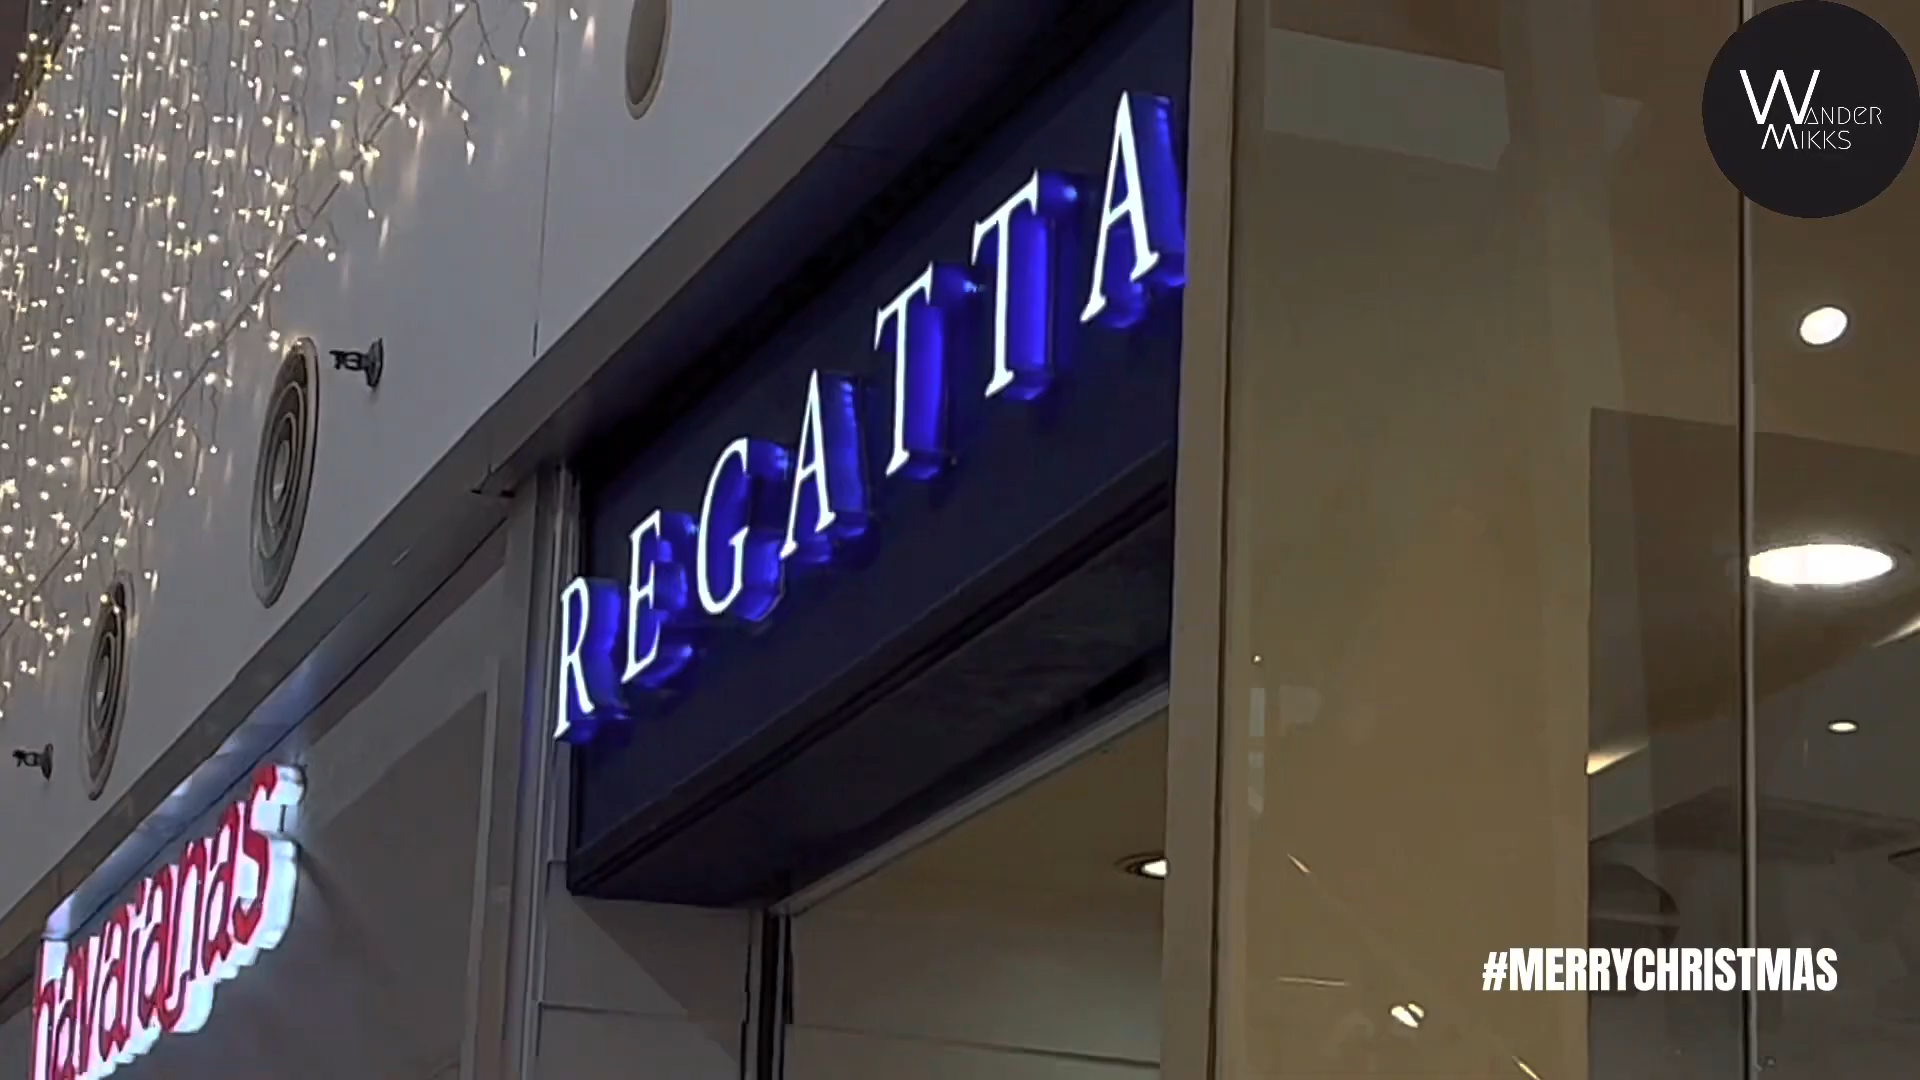 WANDER
MIKKS
REGATTA
havaianas
#MERRYCHRISTMAS